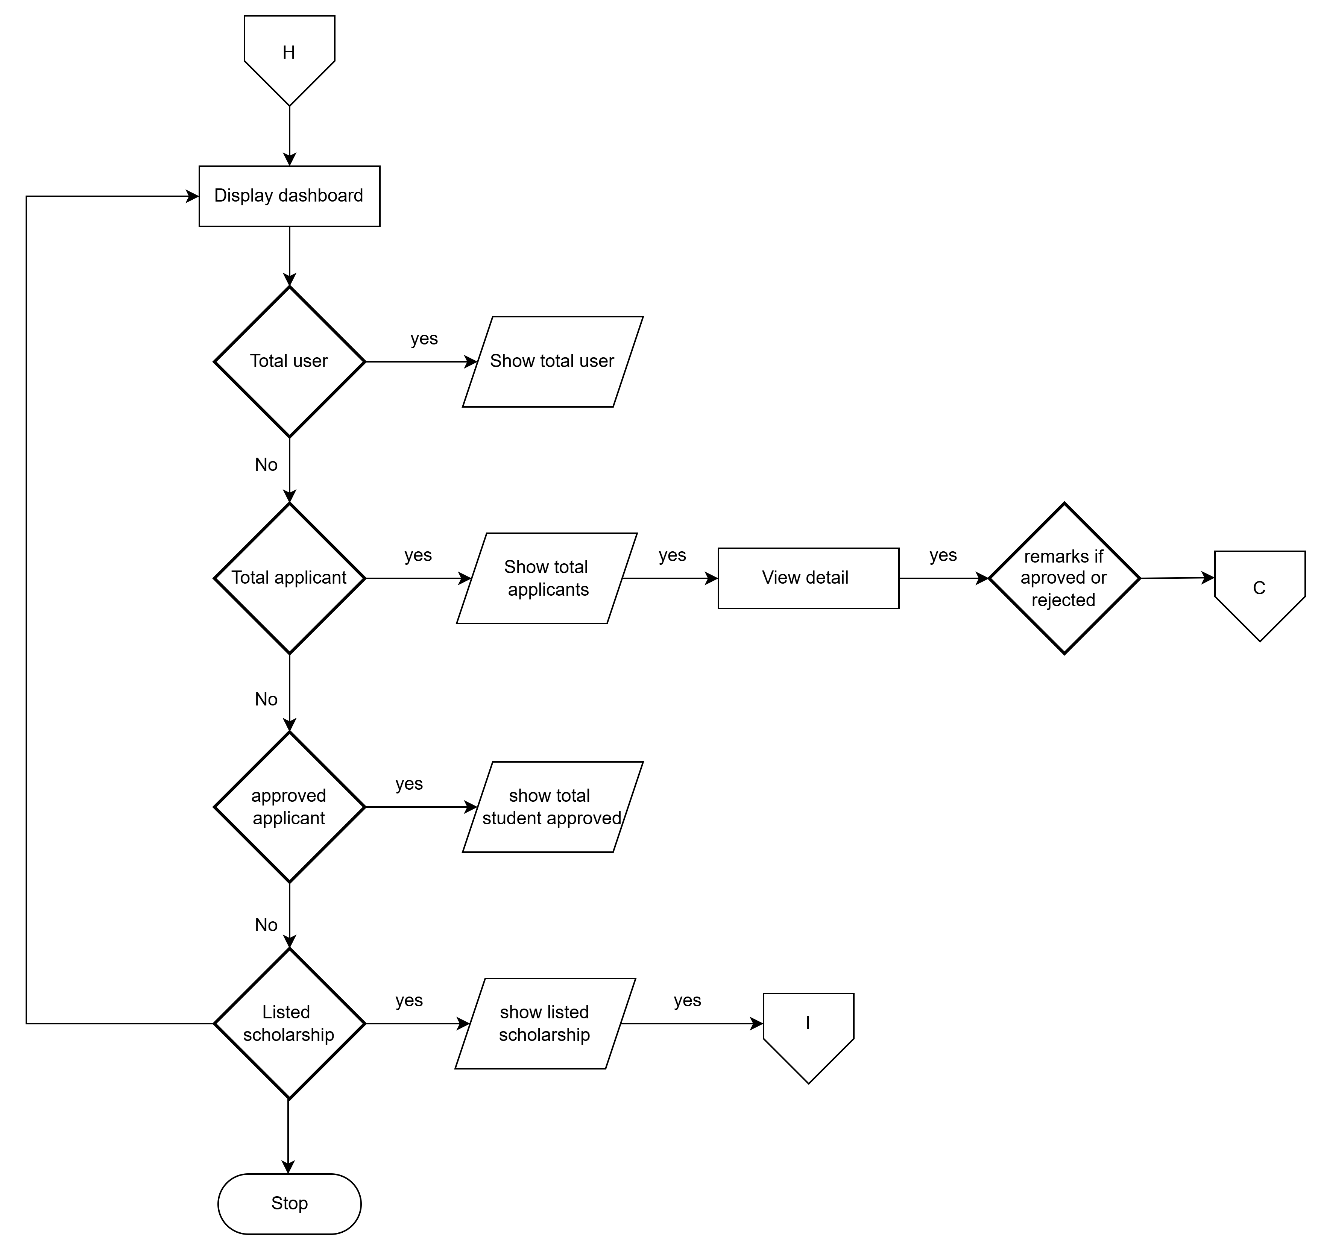 H
Display dashboard
Total user
yes
Show total user
No
Total applicant
yes
Show total
applicants
yes
View detail
yes
remarks if
aproved or
rejected
C
No
approved
applicant
yes
show total
student approved
No
Listed
scholarship
yes
show listed
scholarship
yes
I
Stop